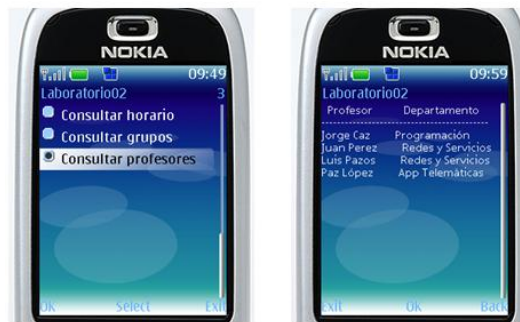 NOKIA
09:49
Laboratorio02 3
Consultar horario
Consultar grupos
Consultar profesores
OK Select Exit
NOKIA
09:59
Laboratorio02
Profesor Departamento
Jorge Caz Programación
Juan Perez Redes y Servicios
Luis Pazos Redes y Servicios
Paz López App Telemáticas
Exit OK Back